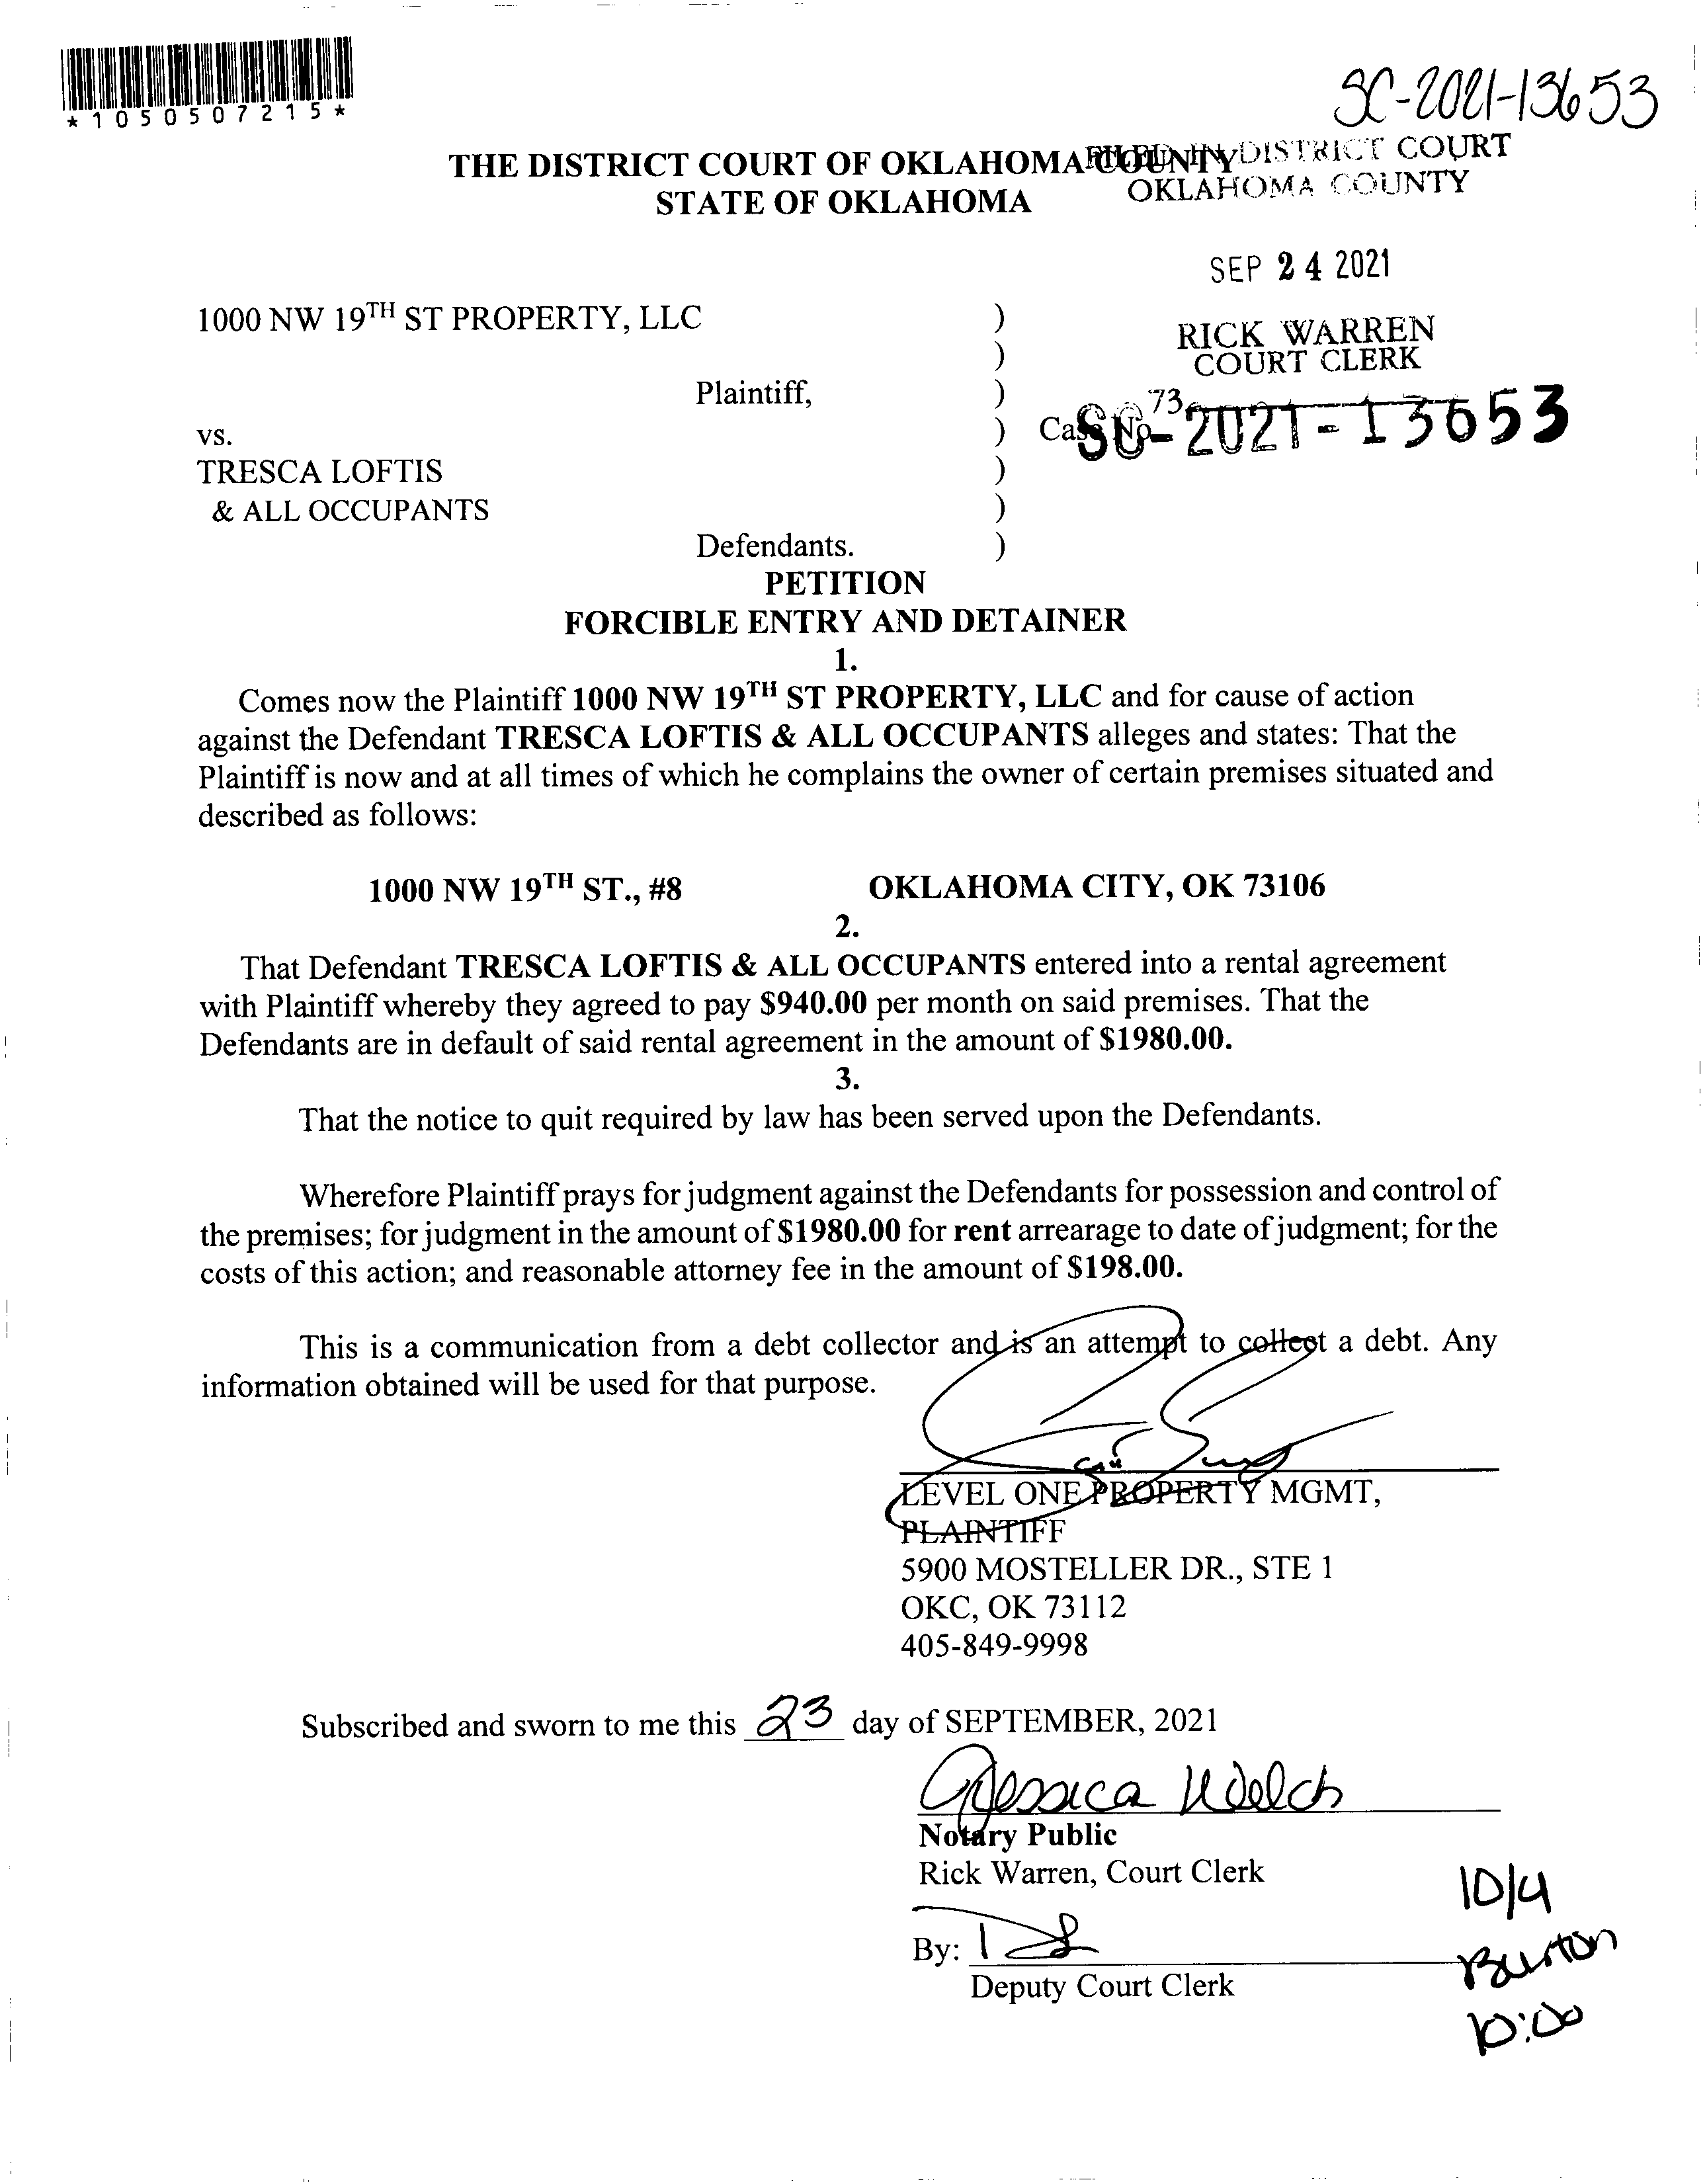 *1050507215*
SC-2021-13653
THE DISTRICT COURT OF OKLAHOMA COUNTY
STATE OF OKLAHOMA
FILED IN DISTRICT COURT
OKLAHOMA COUNTY
SEP 24 2021
RICK WARREN
COURT CLERK
73
1000 NW 19TH ST PROPERTY, LLC )
)
Plaintiff, )
vs. ) Case No.
SC-2021-13653
TRESCA LOFTIS )
& ALL OCCUPANTS )
Defendants. )
PETITION
FORCIBLE ENTRY AND DETAINER
1.
Comes now the Plaintiff 1000 NW 19TH ST PROPERTY, LLC and for cause of action
against the Defendant TRESCA LOFTIS & ALL OCCUPANTS alleges and states: That the
Plaintiff is now and at all times of which he complains the owner of certain premises situated and
described as follows:
1000 NW 19TH ST., #8 OKLAHOMA CITY, OK 73106
2.
That Defendant TRESCA LOFTIS & ALL OCCUPANTS entered into a rental agreement
with Plaintiff whereby they agreed to pay $940.00 per month on said premises. That the
Defendants are in default of said rental agreement in the amount of $1980.00.
3.
That the notice to quit required by law has been served upon the Defendants.
Wherefore Plaintiff prays for judgment against the Defendants for possession and control of
the premises; for judgment in the amount of $1980.00 for rent arrearage to date of judgment; for the
costs of this action; and reasonable attorney fee in the amount of $198.00.
This is a communication from a debt collector and is an attempt to collect a debt. Any
information obtained will be used for that purpose.
LEVEL ONE PROPERTY MGMT,
PLAINTIFF
5900 MOSTELLER DR., STE 1
OKC, OK 73112
405-849-9998
Subscribed and sworn to me this 23 day of SEPTEMBER, 2021
Jessica Welch
Notary Public
Rick Warren, Court Clerk
By:
Deputy Court Clerk
10/4
Burton
10:00